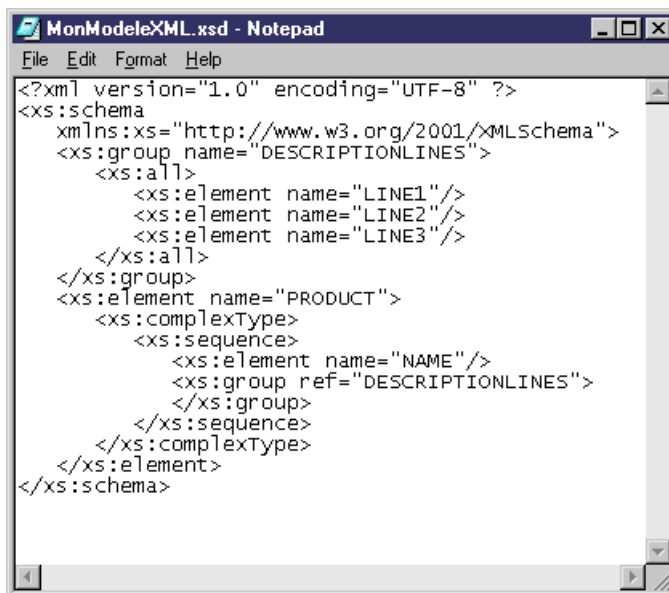 MonModeleXML.xsd - Notepad
File Edit Format Help
<?xml version="1.0" encoding="UTF-8" ?>
<xs:schema
   xmlns:xs="http://www.w3.org/2001/XMLSchema">
   <xs:group name="DESCRIPTIONLINES">
      <xs:all>
         <xs:element name="LINE1"/>
         <xs:element name="LINE2"/>
         <xs:element name="LINE3"/>
      </xs:all>
   </xs:group>
   <xs:element name="PRODUCT">
      <xs:complexType>
         <xs:sequence>
            <xs:element name="NAME"/>
            <xs:group ref="DESCRIPTIONLINES">
            </xs:group>
         </xs:sequence>
      </xs:complexType>
   </xs:element>
</xs:schema>